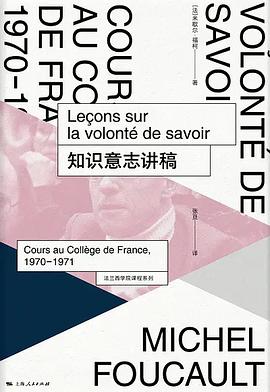 COUR
AU CO
DE FRA
1970-1
VOLONTÉ DE
SAVOI
[法]米歇尔·福柯 著
Leçons sur
la volonté de savoir
知识意志讲稿
Cours au Collège de France,
1970-1971
法兰西学院课程系列
张亘 译
MICHEL
FOUCAULT
上海人民出版社